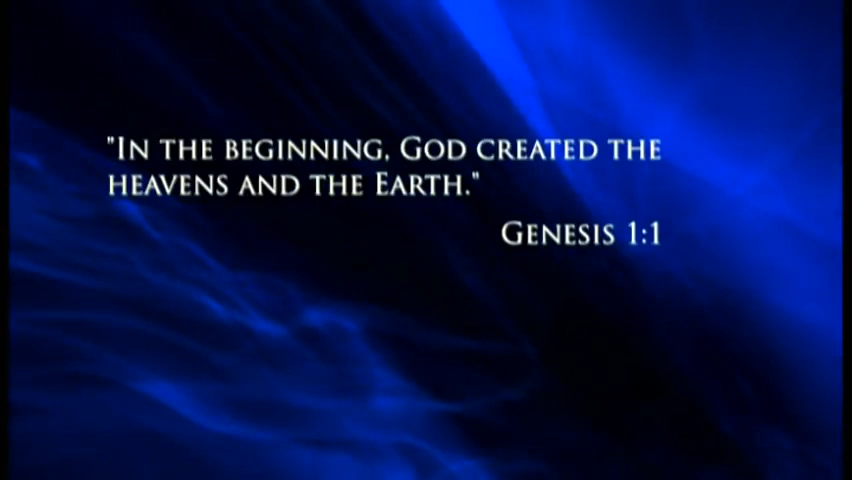 "In the beginning, God created the
heavens and the Earth."
Genesis 1:1